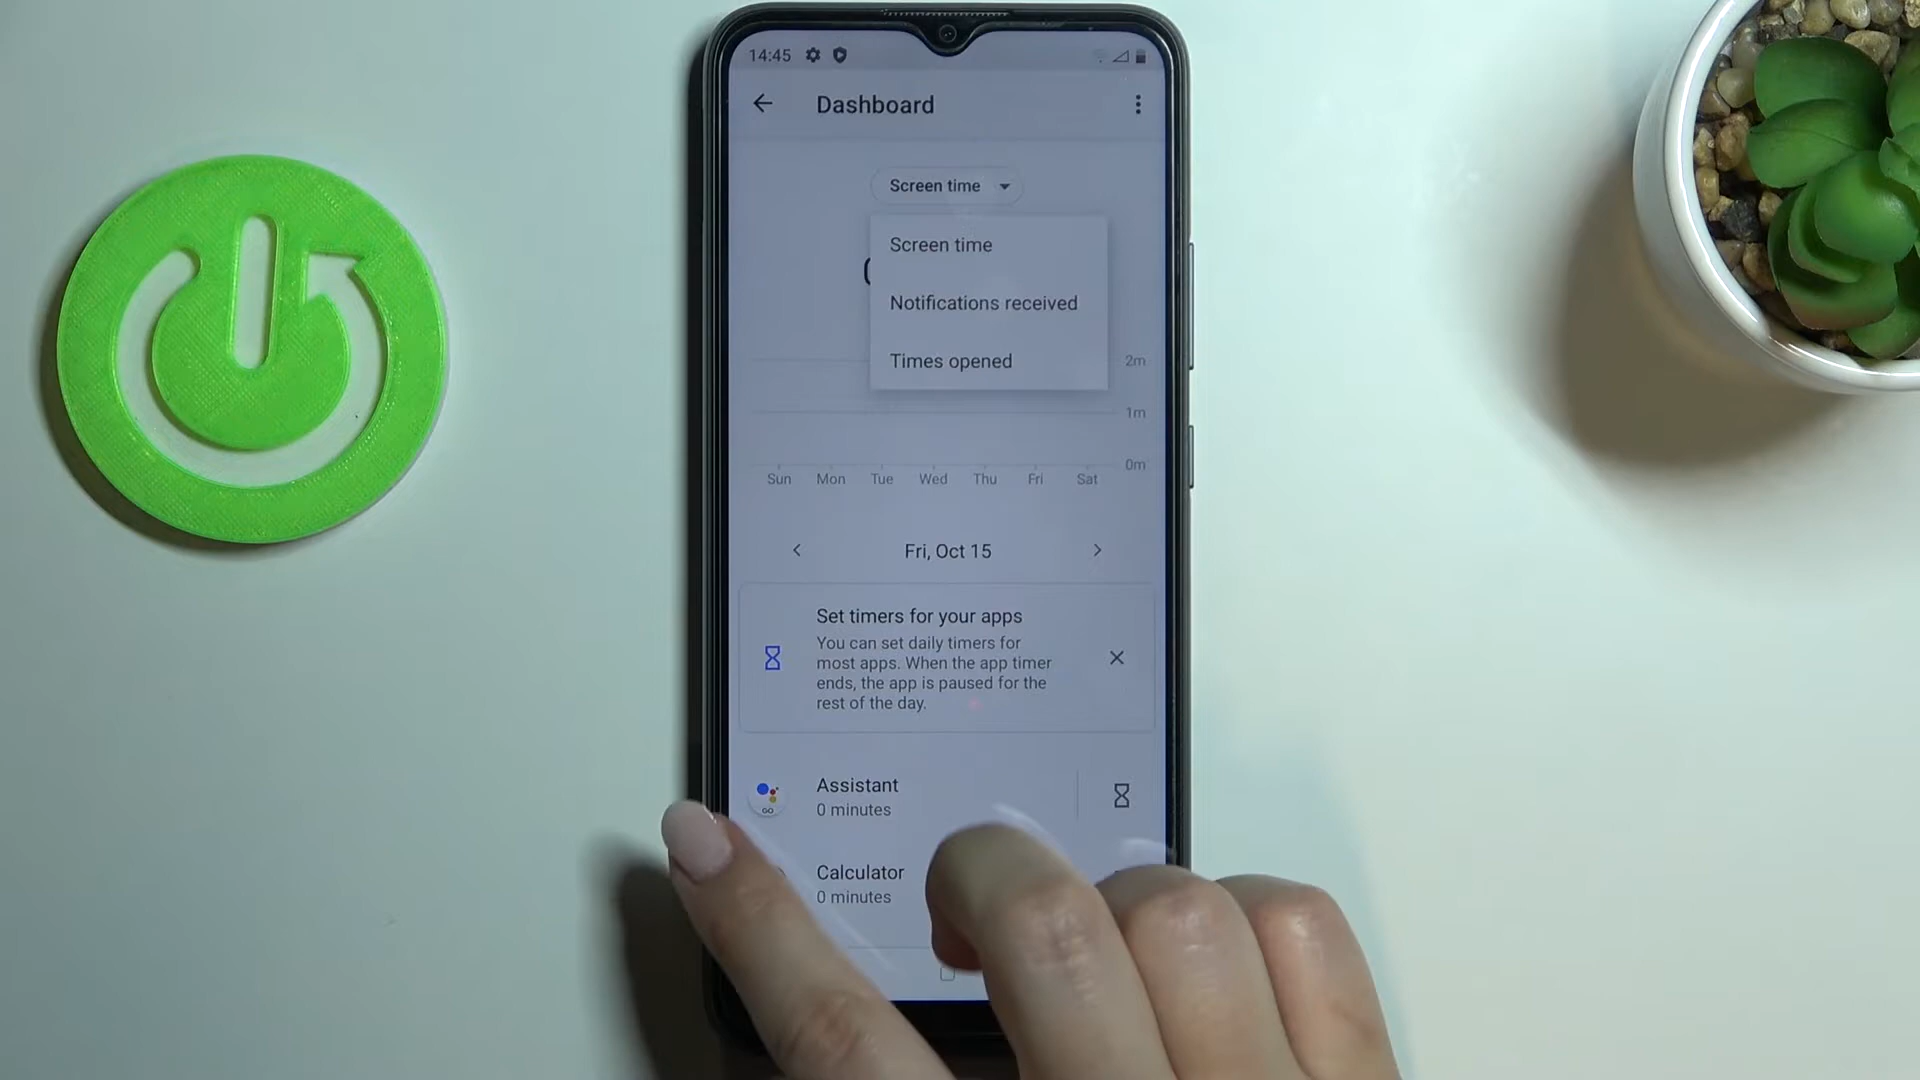 14:45
Dashboard
Screen time
Screen time
Notifications received
Times opened
2m
1m
0m
Sun Mon Tue Wed Thu Fri Sat
Fri, Oct 15
Set timers for your apps
You can set daily timers for
most apps. When the app timer
ends, the app is paused for the
rest of the day.
Assistant
0 minutes
GO
Calculator
0 minutes